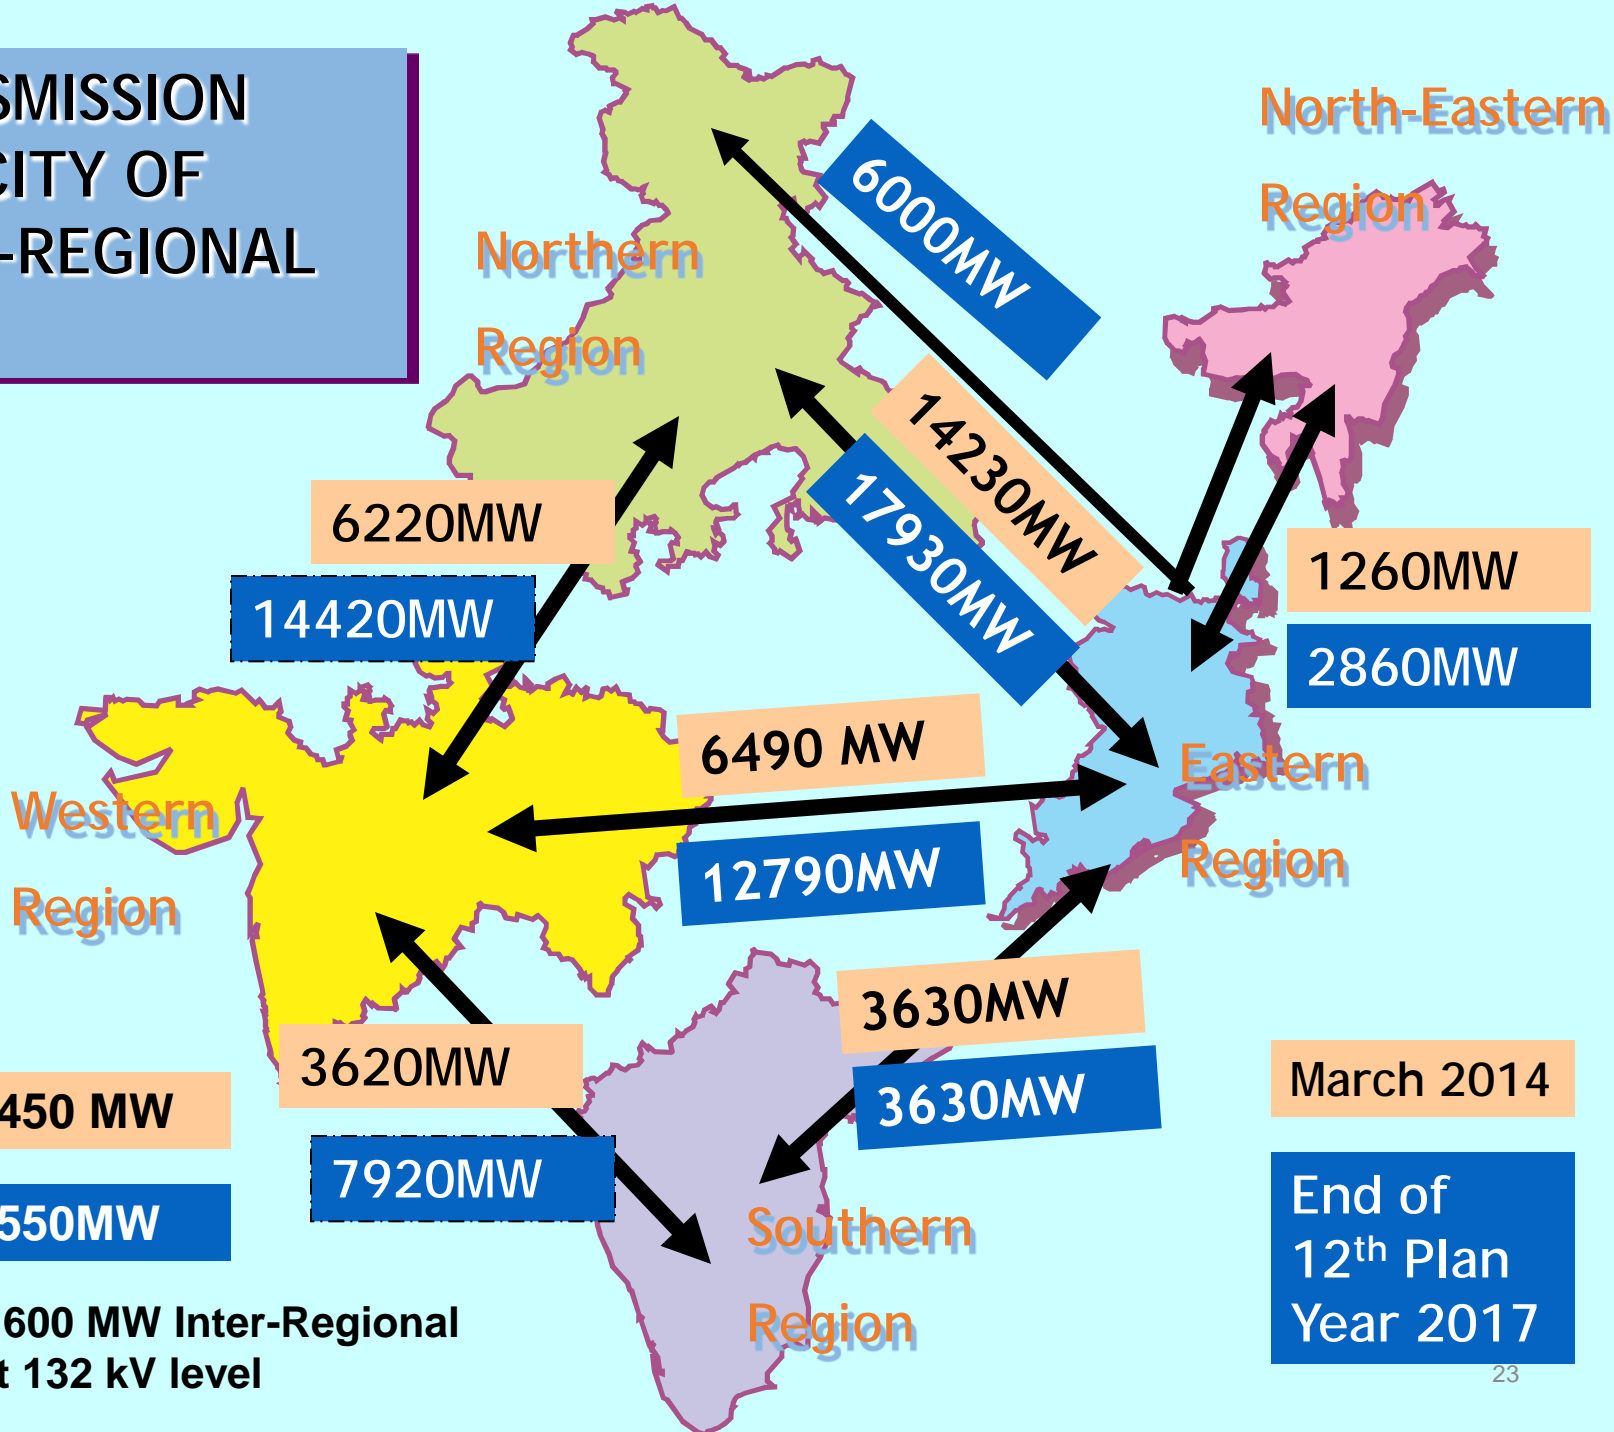 SMISSION
CITY OF
-REGIONAL
North-Eastern
Region
Northern
Region
6000MW
14230MW
17930MW
6220MW
14420MW
1260MW
2860MW
6490 MW
12790MW
Western
Region
Eastern
Region
3630MW
3630MW
3620MW
7920MW
Southern
Region
450 MW
550MW
600 MW Inter-Regional
t 132 kV level
March 2014
End of
12th Plan
Year 2017
23